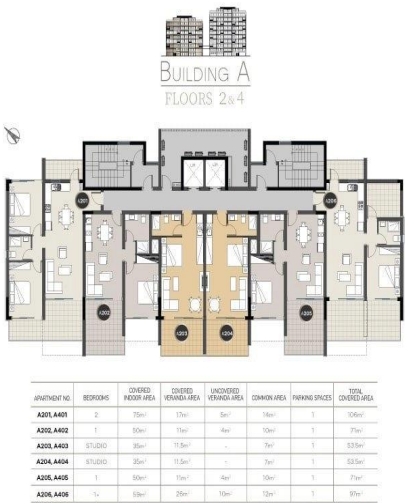 BUILDING A
FLOORS 2&4
A201
A206
A202
A205
A203
A204
APARTMENT NO. BEDROOMS COVERED INDOOR AREA COVERED VERANDA AREA UNCOVERED VERANDA AREA COMMON AREA PARKING SPACES TOTAL COVERED AREA
A201, A401 2 75m² 17m² 5m² 14m² 1 106m²
A202, A402 1 50m² 11m² 4m² 10m² 1 71m²
A203, A403 STUDIO 35m² 11.5m² - 7m² 1 53.5m²
A204, A404 STUDIO 35m² 11.5m² - 7m² 1 53.5m²
A205, A405 1 50m² 11m² 4m² 10m² 1 71m²
A206, A406 1+ 59m² 26m² 10m² 12m² 1 97m²